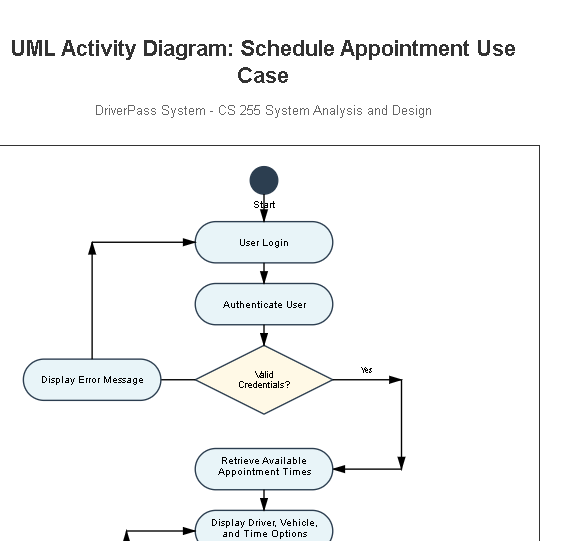 UML Activity Diagram: Schedule Appointment Use
Case
DriverPass System - CS 255 System Analysis and Design
Start
User Login
Authenticate User
Valid
Credentials?
Yes
Display Error Message
Retrieve Available
Appointment Times
Display Driver, Vehicle,
and Time Options